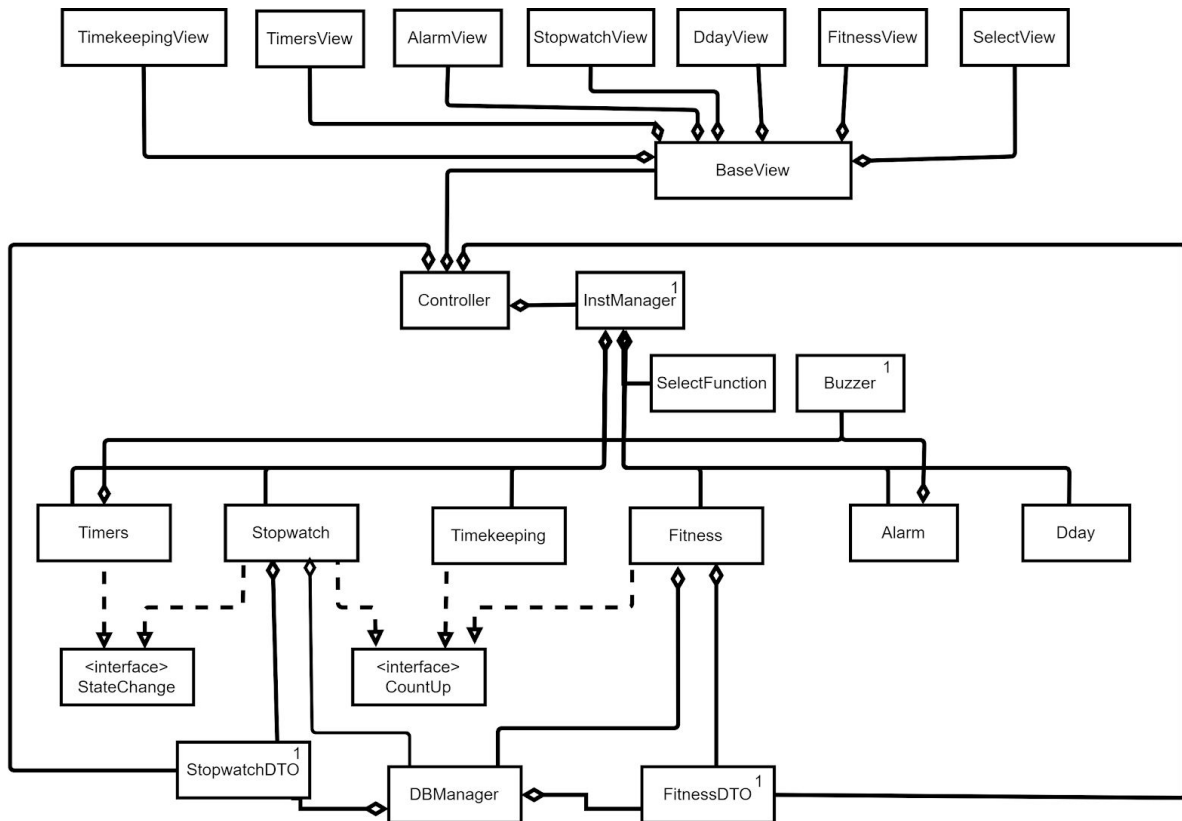 TimekeepingView
TimersView
AlarmView
StopwatchView
DdayView
FitnessView
SelectView
BaseView
Controller
InstManager
1
SelectFunction
Buzzer
1
Timers
Stopwatch
Timekeeping
Fitness
Alarm
Dday
<interface>
StateChange
<interface>
CountUp
StopwatchDTO
1
DBManager
FitnessDTO
1